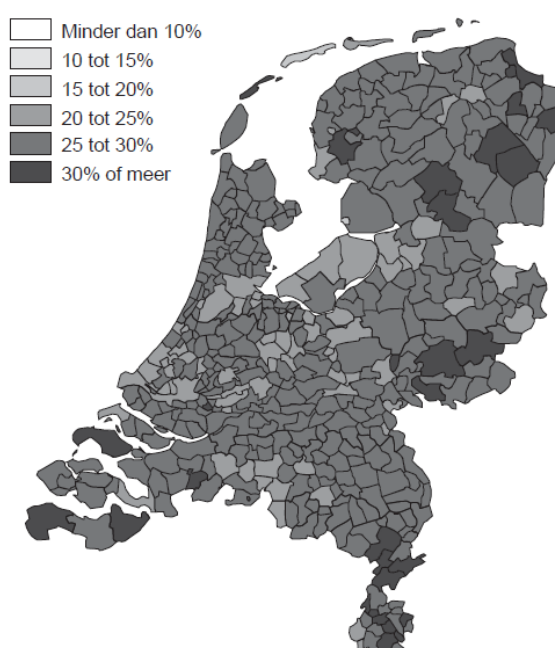 Minder dan 10%
10 tot 15%
15 tot 20%
20 tot 25%
25 tot 30%
30% of meer